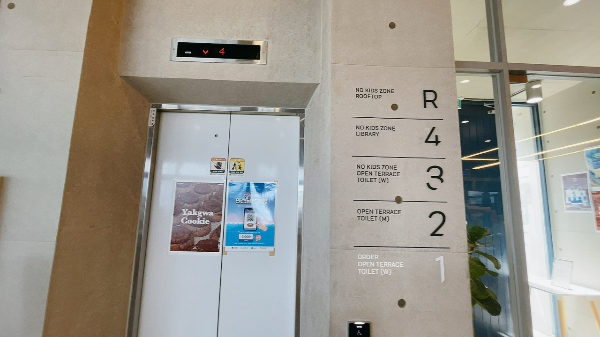 4
NO KIDS ZONE
ROOFTOP
R
NO KIDS ZONE
LIBRARY
4
NO KIDS ZONE
OPEN TERRACE
TOILET (W)
3
OPEN TERRACE
TOILET (M)
2
ORDER
OPEN TERRACE
TOILET (W)
1
Yakgwa
Cookie